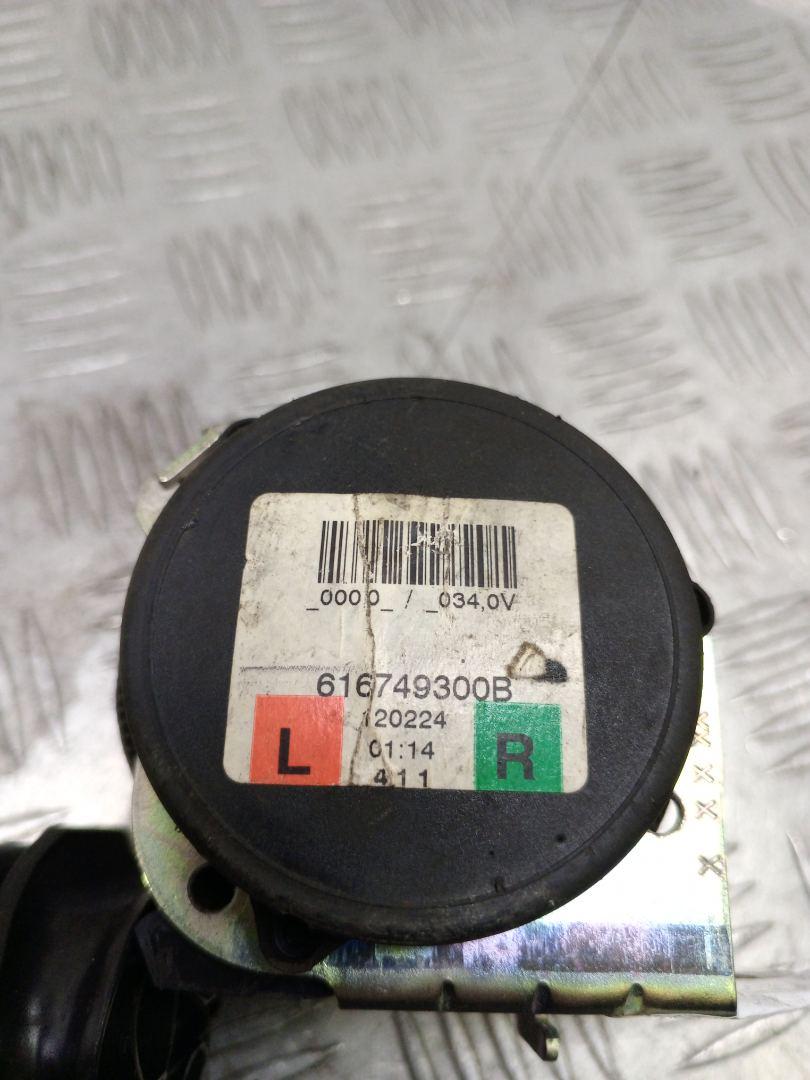 _000,0_ / _034,0V
616749300B
120224
01:14
L 411 R